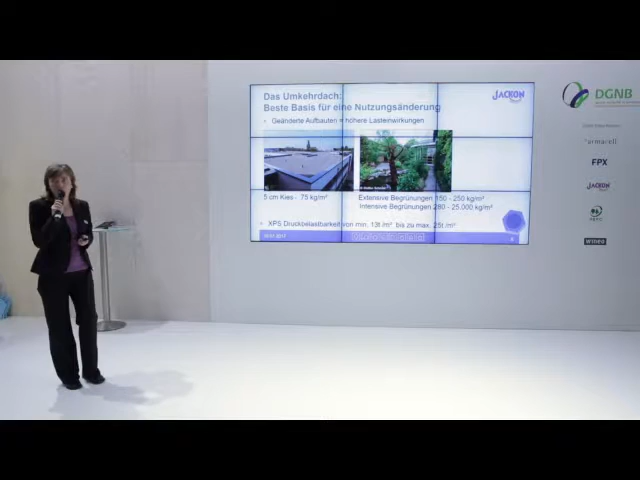 Das Umkehrdach:
Beste Basis für eine Nutzungsänderung
JACKON
• Geänderte Aufbauten = höhere Lasteinwirkungen
5 cm Kies - 75 kg/m²
Extensive Begrünungen 150 - 250 kg/m²
Intensive Begrünungen 280 - 25.000 kg/m²
• XPS Druckbelastbarkeit von min. 13t /m² bis zu max. 25t /m²
DGNB
armacell
FPX
JACKON
wineo